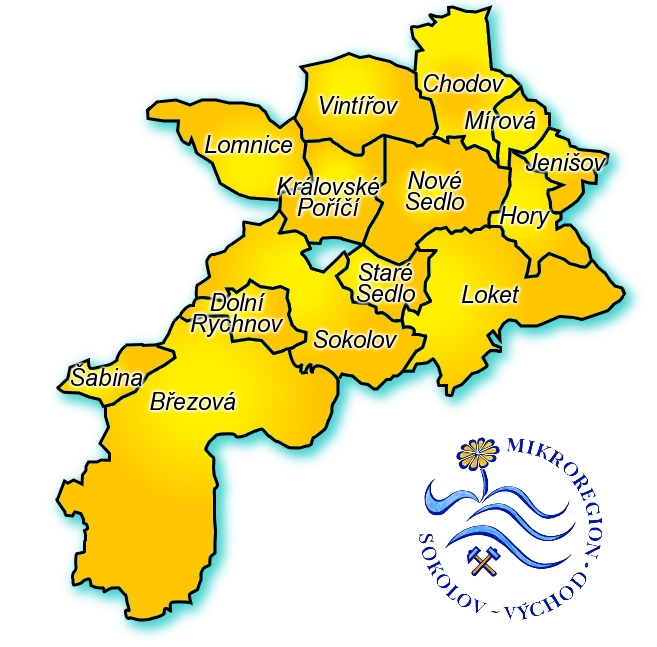 Chodov
Vintířov
Mírová
Lomnice
Jenišov
Královské
Poříčí
Nové
Sedlo
Hory
Staré
Sedlo
Loket
Dolní
Rychnov
Sokolov
Šabina
Březová
MIKROREGION
SOKOLOV - VÝCHOD